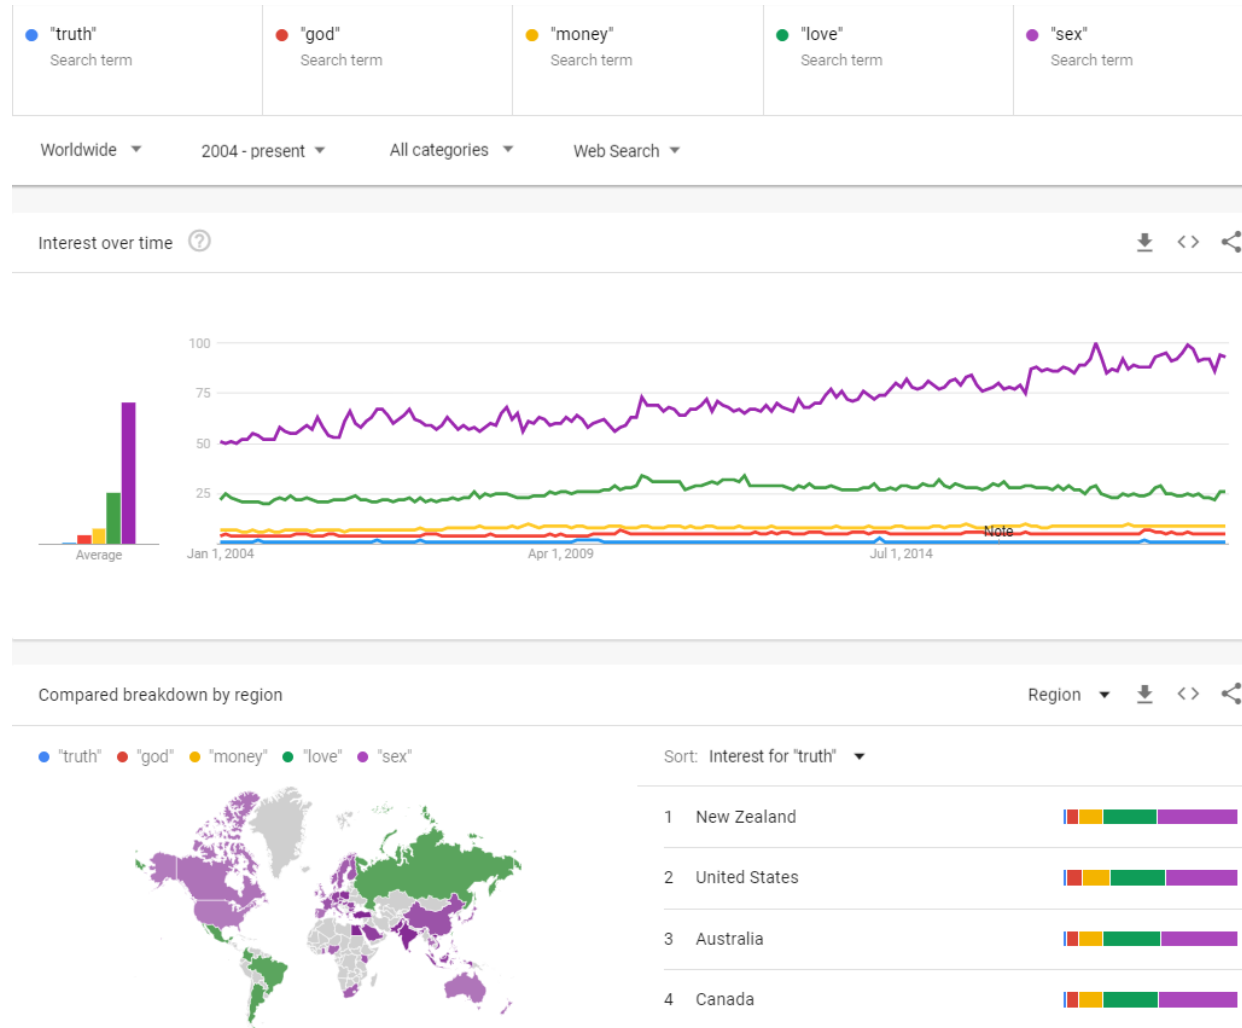 "truth" "god" "money" "love" "sex"
Search term Search term Search term Search term Search term
Worldwide 2004 - present All categories Web Search
Interest over time ?
100
75
50
25
Note
Average Jan 1, 2004 Apr 1, 2009 Jul 1, 2014
Compared breakdown by region Region
"truth" "god" "money" "love" "sex" Sort: Interest for "truth"
1 New Zealand
2 United States
3 Australia
4 Canada